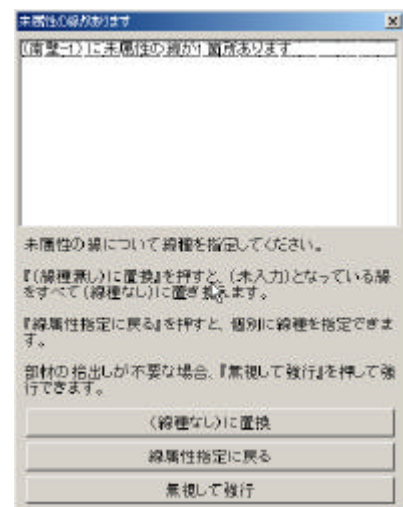 未属性の線があります
(南壁-1)に未属性の線が1箇所あります
未属性の線について線種を指定してください。
『(線種無し)に置換』を押すと、(未入力)となっている線
をすべて(線種なし)に置き換えます。
『線属性指定に戻る』を押すと、個別に線種を指定できま
す。
部材の拾出しが不要な場合、『無視して強行』を押して強
行できます。
(線種なし)に置換
線属性指定に戻る
無視して強行